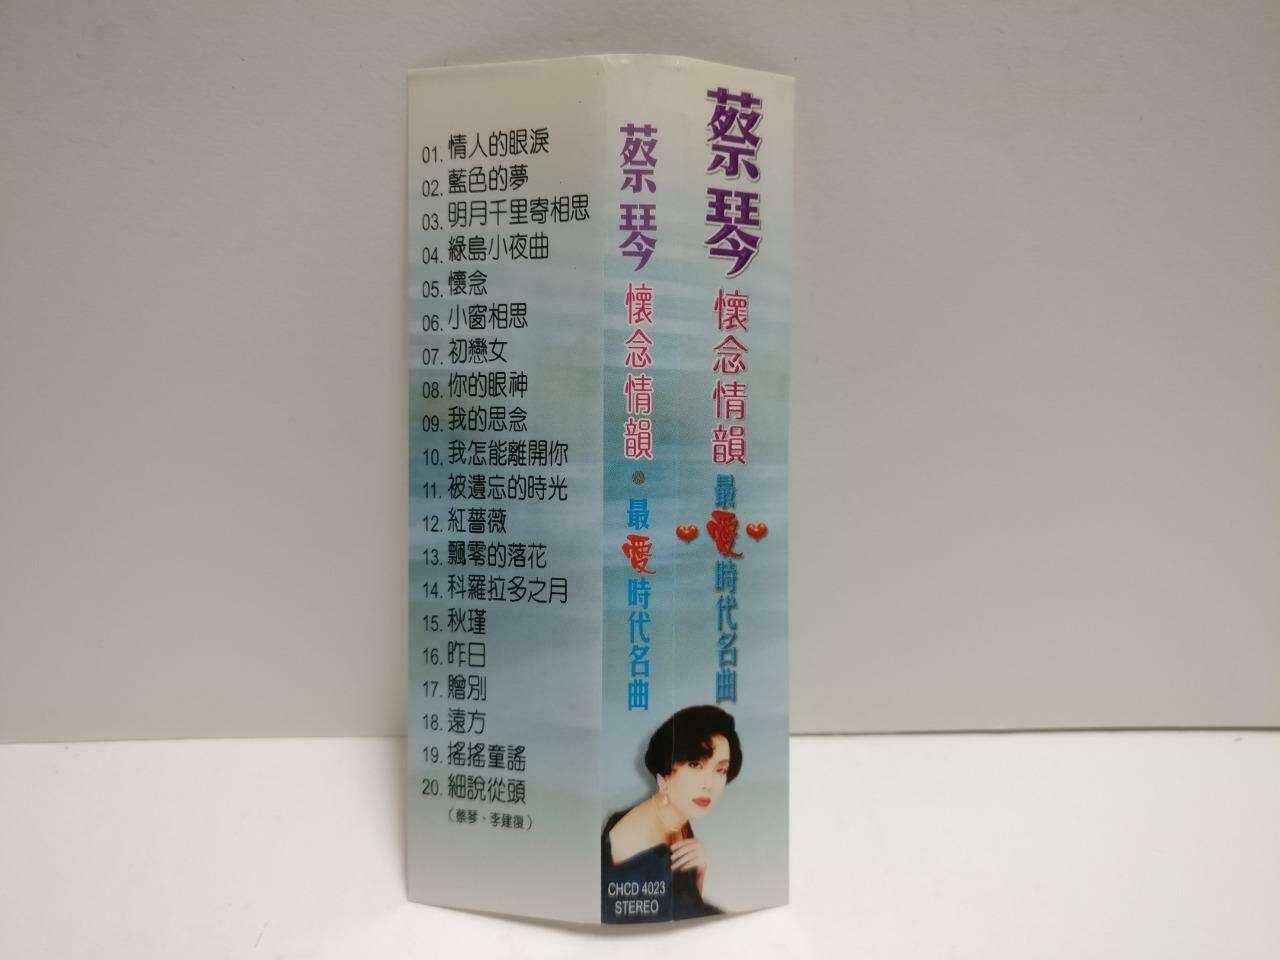 01. 情人的眼淚
02. 藍色的夢
03. 明月千里寄相思
04. 綠島小夜曲
05. 懷念
06. 小窗相思
07. 初戀女
08. 你的眼神
09. 我的思念
10. 我怎能離開你
11. 被遺忘的時光
12. 紅薔薇
13. 飄零的落花
14. 科羅拉多之月
15. 秋瑾
16. 昨日
17. 贈別
18. 遠方
19. 搖搖童謠
20. 細說從頭
（蔡琴、李建復）
蔡琴 懷念情韻 • 最愛時代名曲
CHCD 4023
STEREO
蔡琴 懷念情韻
最愛時代名曲